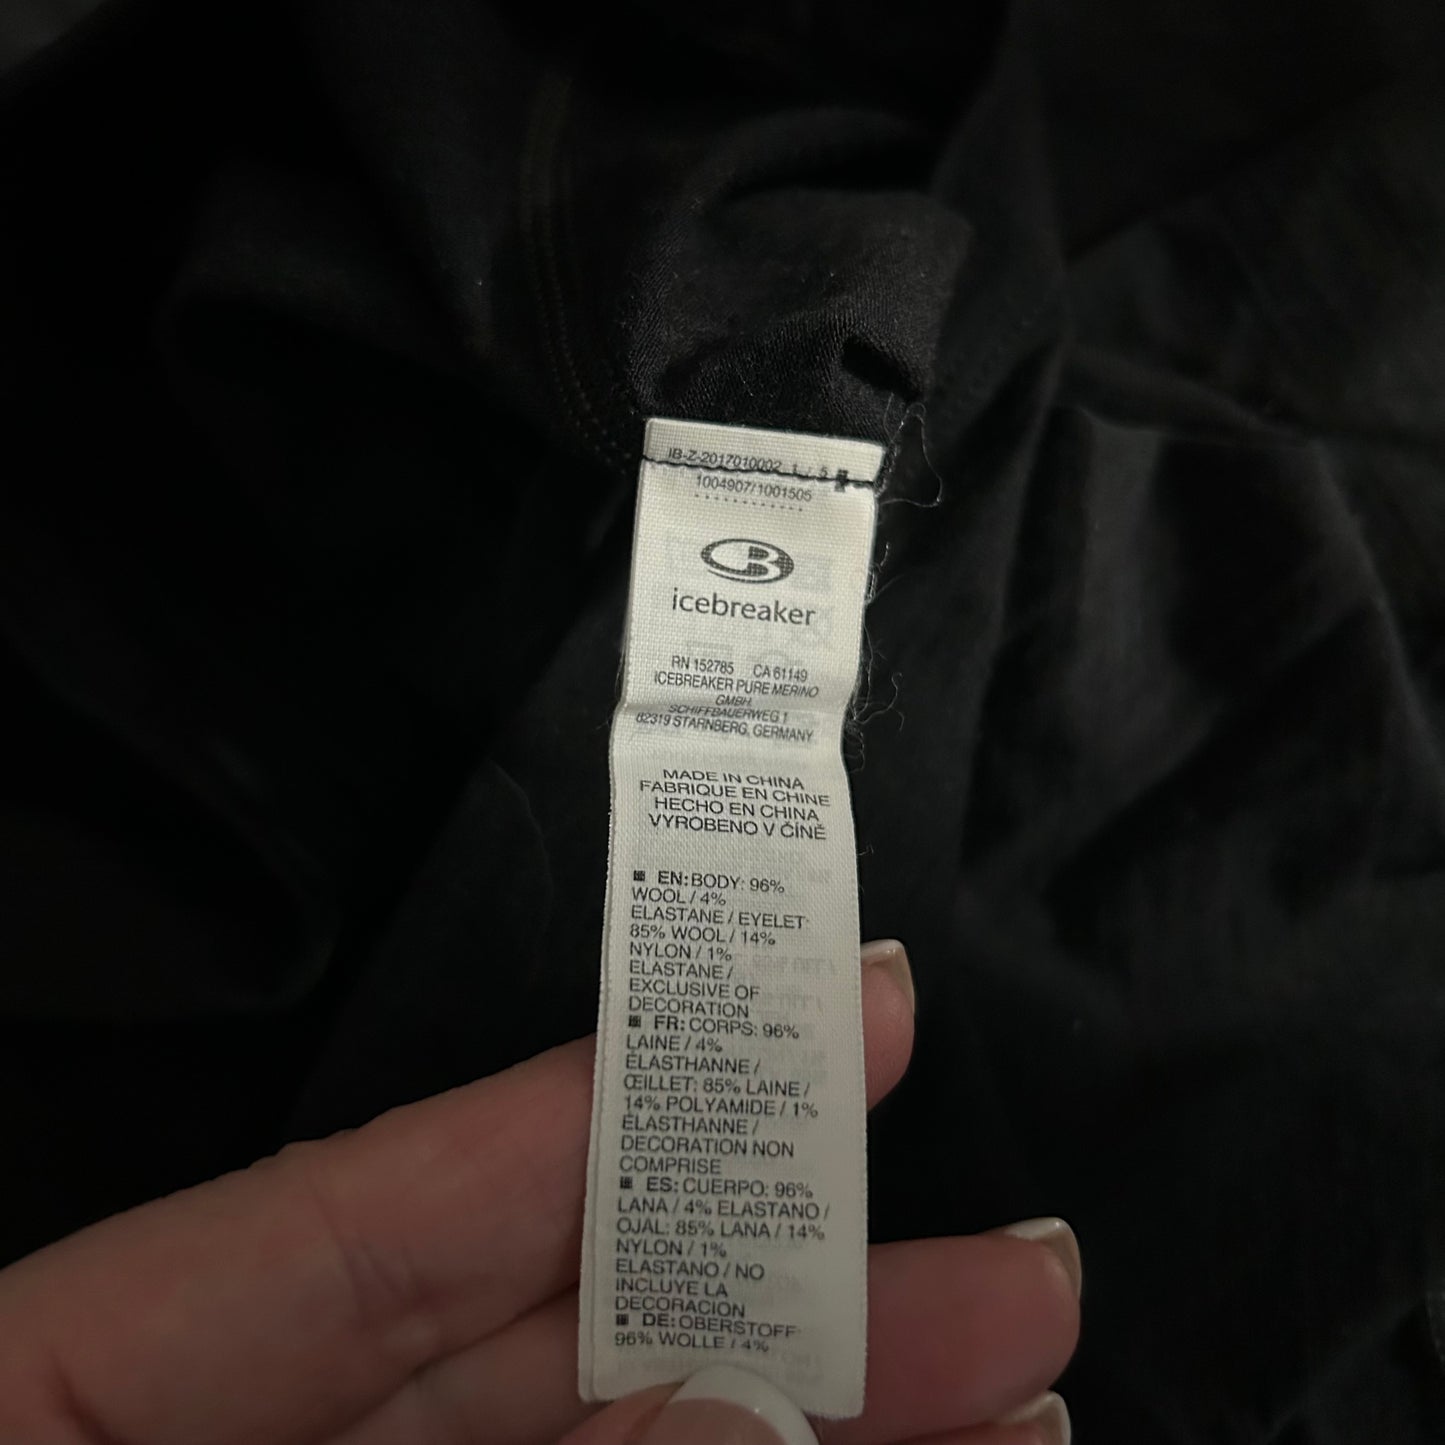 IB-Z-2017010002 1 / 5
1004907/1001505
icebreaker
RN 152785 CA 61149
ICEBREAKER PURE MERINO
GMBH
SCHIFFBAUERWEG 1
82319 STARNBERG, GERMANY
MADE IN CHINA
FABRIQUE EN CHINE
HECHO EN CHINA
VYROBENO V ČÍNĚ
EN: BODY: 96%
WOOL / 4%
ELASTANE / EYELET:
85% WOOL / 14%
NYLON / 1%
ELASTANE /
EXCLUSIVE OF
DECORATION
FR: CORPS: 96%
LAINE / 4%
ÉLASTHANNE /
ŒILLET: 85% LAINE /
14% POLYAMIDE / 1%
ÉLASTHANNE /
DECORATION NON
COMPRISE
ES: CUERPO: 96%
LANA / 4% ELASTANO /
OJAL: 85% LANA / 14%
NYLON / 1%
ELASTANO / NO
INCLUYE LA
DECORACION
DE: OBERSTOFF:
96% WOLLE / 4%